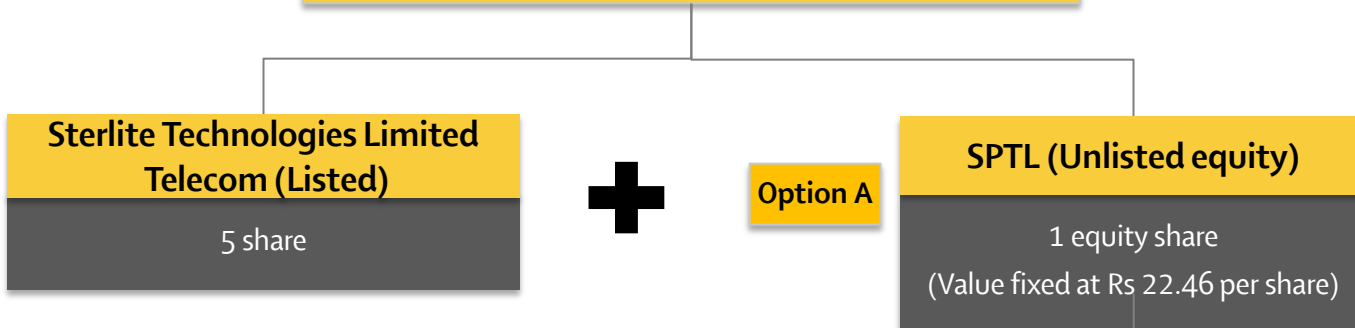 Sterlite Technologies Limited
Telecom (Listed)
5 share
Option A
SPTL (Unlisted equity)
1 equity share
(Value fixed at Rs 22.46 per share)